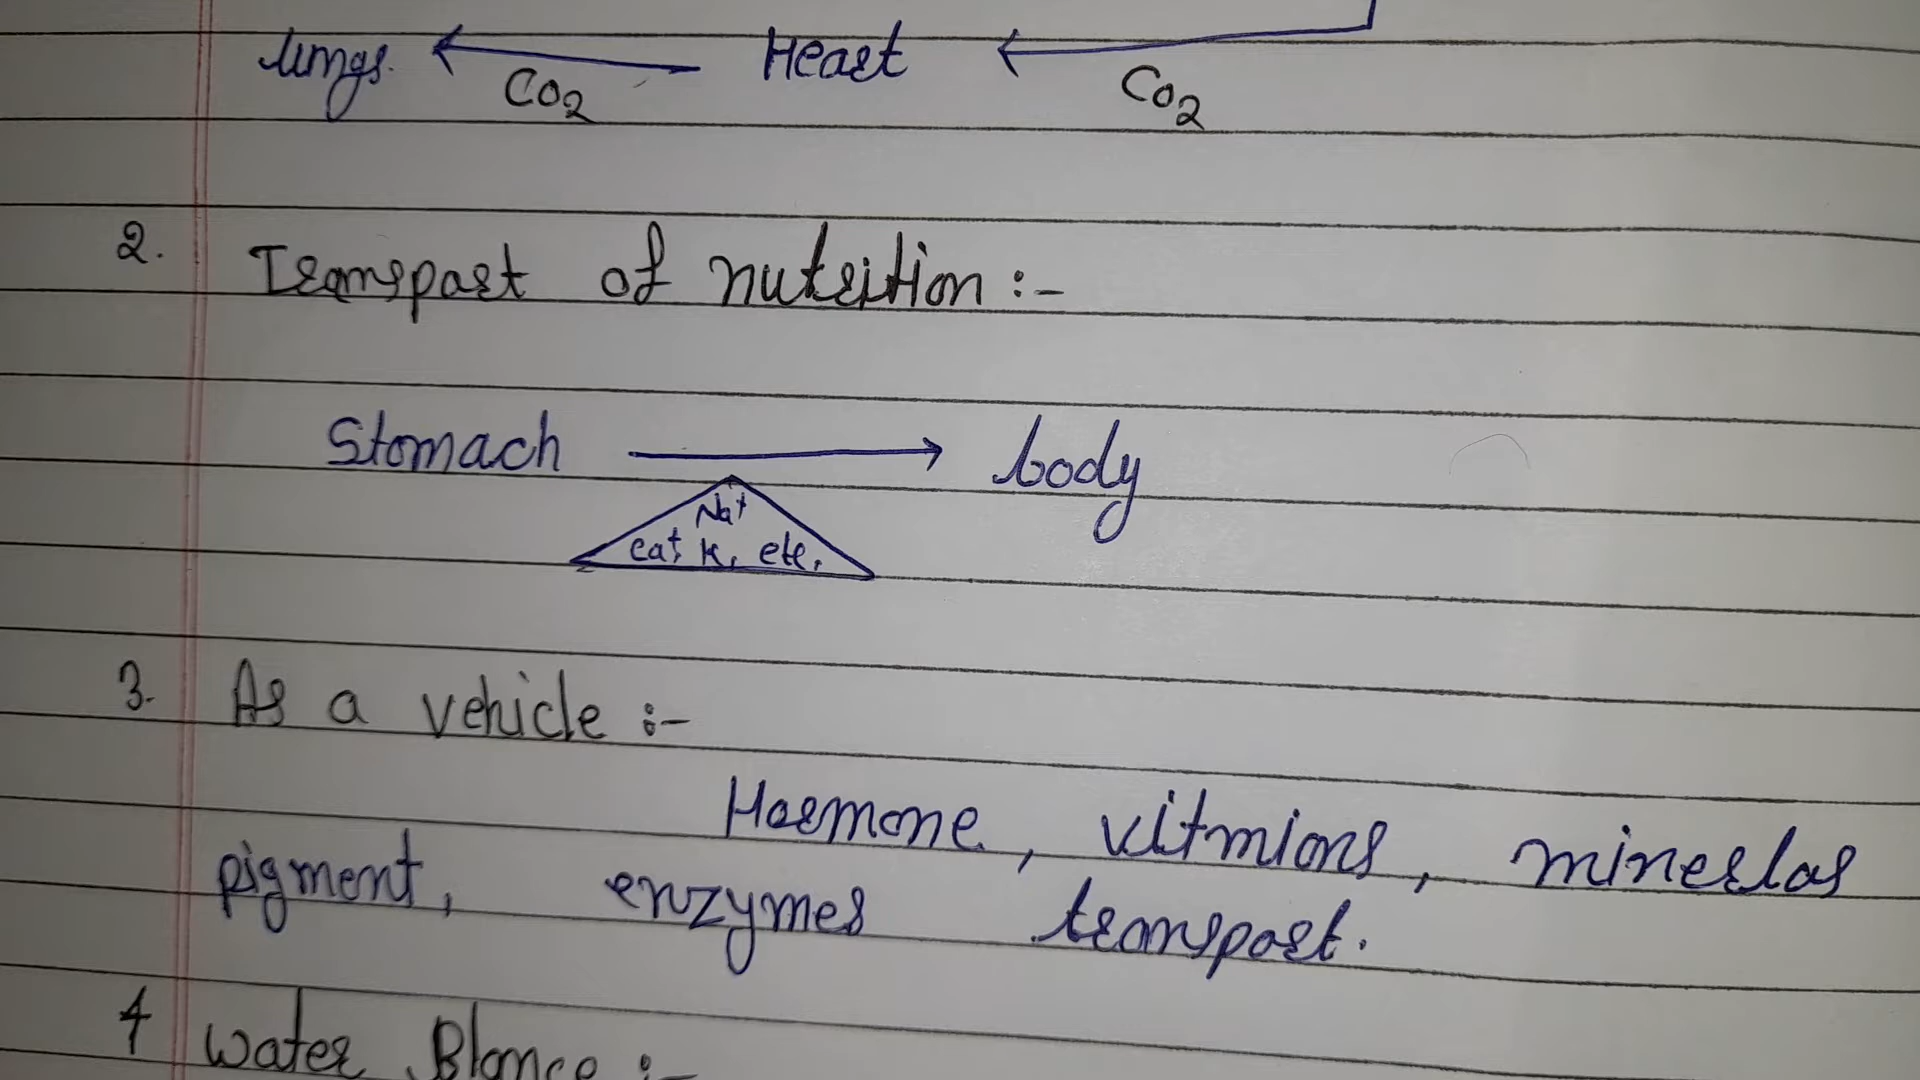 lungs. ← Heart ←
CO2 CO2
2. Transport of nutrition :-
Stomach → body
Na+
Ca+, K, etc.
3. As a vehicle :-
Hormone, vitmions, minerlas
pigment, enzymes transport.
4 Water Blance :-